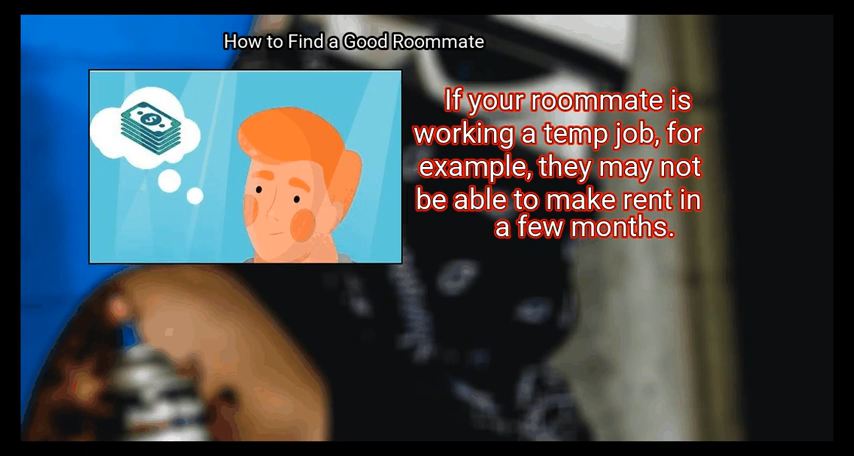 How to Find a Good Roommate
If your roommate is
working a temp job, for
example, they may not
be able to make rent in
a few months.